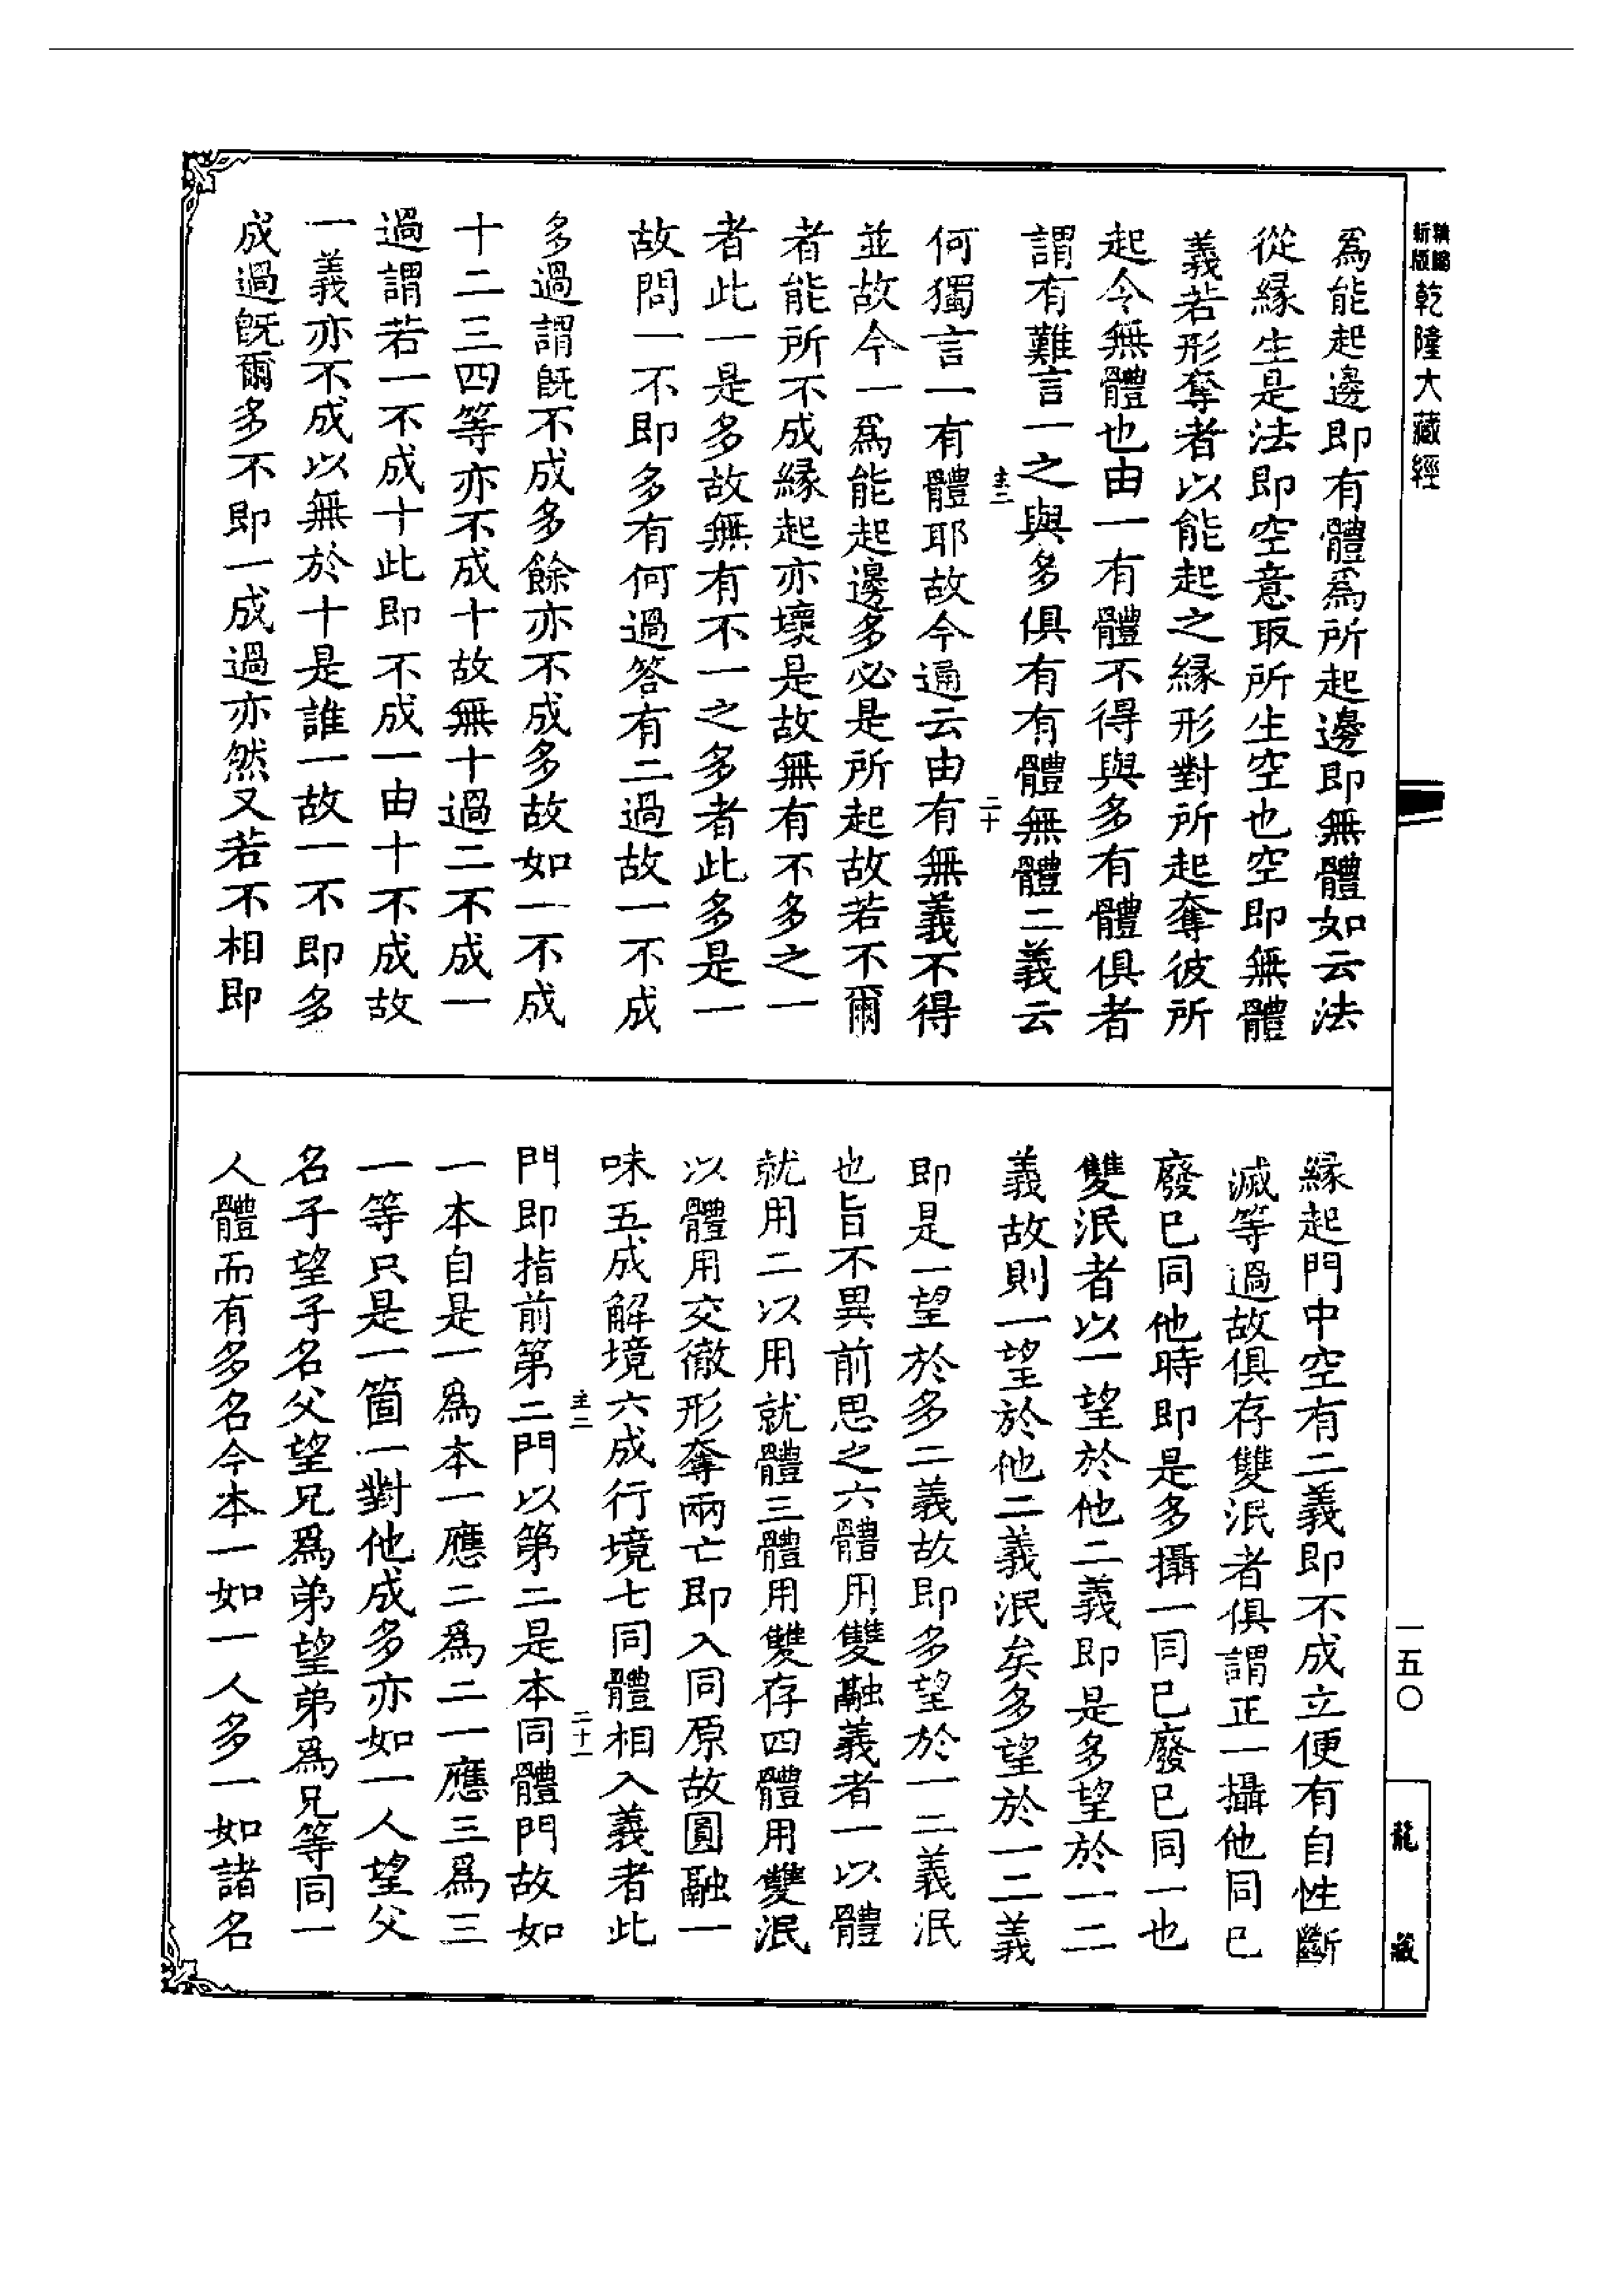 新版
乾隆大藏經
為能起邊即有體為所起邊即無體如云法
從緣生是法即空意取所生空也空即無體
義若形奪者以能起之緣形對所起奪彼所
起令無體也由一有體不得與多有體俱者
謂有難言一之與多俱有有體無體二義云
何獨言一有體耶故今遍云由有無義不得
並故今一為能起邊多必是所起故若不爾
者能所不成緣起亦壞是故無有不多之一
者此一是多故無有不一之多者此多是一
故問一不即多有何過答有二過故一不成
多過謂既不成多餘亦不成多故如一不成
十二三四等亦不成十故無十過二不成一
過謂若一不成十此即不成一由十不成故
一義亦不成以無於十是誰一故一不即多
成過既爾多不即一成過亦然又若不相即
二十
緣起門中空有二義即不成立便有自性斷
滅等過故俱存雙泯者俱謂正一攝他同已
廢已同他時即是多攝一同已廢已同一也
雙泯者以一望於他二義即是多望於一二
義故則一望於他二義泯矣多望於一二義
即是一望於多二義故即多望於一二義泯
也旨不異前思之六體用雙融義者一以體
就用二以用就體三體用雙存四體用雙泯
以體用交徹形奪兩亡即入同原故圓融一
味五成解境六成行境七同體相入義者此
門即指前第二門以第二是本同體門故如
一本自是一為本一應二為二一應三為三
一等只是一箇一對他成多亦如一人望父
名子望子名父望兄為弟望弟為兄等同一
人體而有多名今本一如一人多一如諸名
二十一
一五〇
龍藏